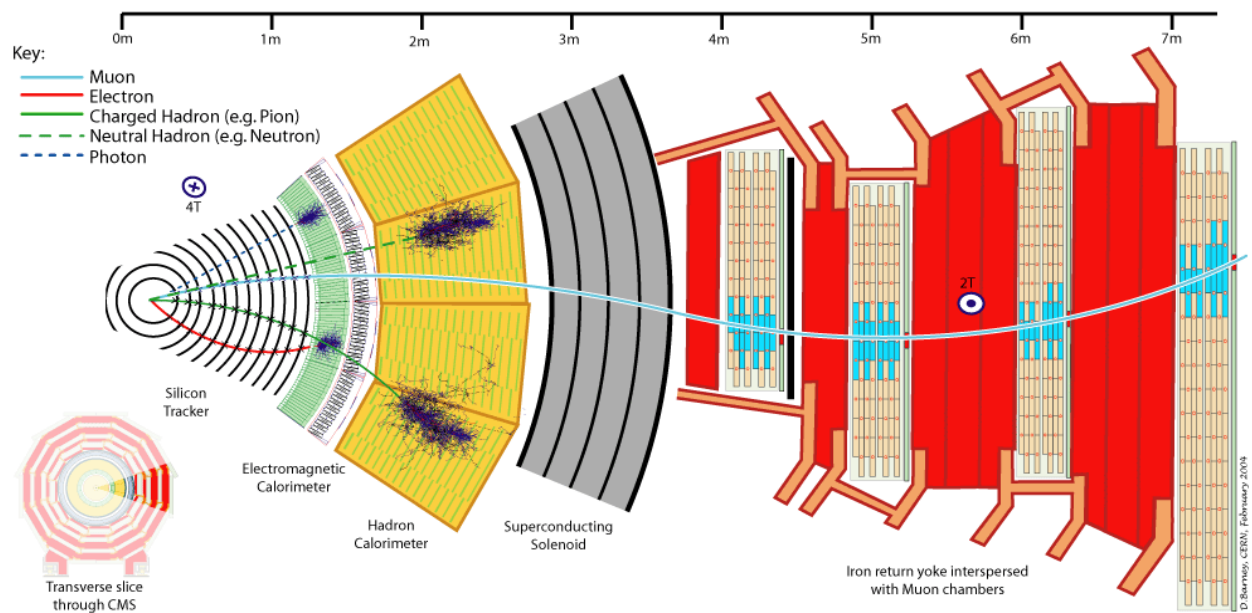 0m 1m 2m 3m 4m 5m 6m 7m
Key:
Muon
Electron
Charged Hadron (e.g. Pion)
Neutral Hadron (e.g. Neutron)
Photon
4T
2T
Silicon
Tracker
Electromagnetic
Calorimeter
Hadron
Calorimeter
Superconducting
Solenoid
Iron return yoke interspersed
with Muon chambers
Transverse slice
through CMS
D.Barney, CERN, February 2004